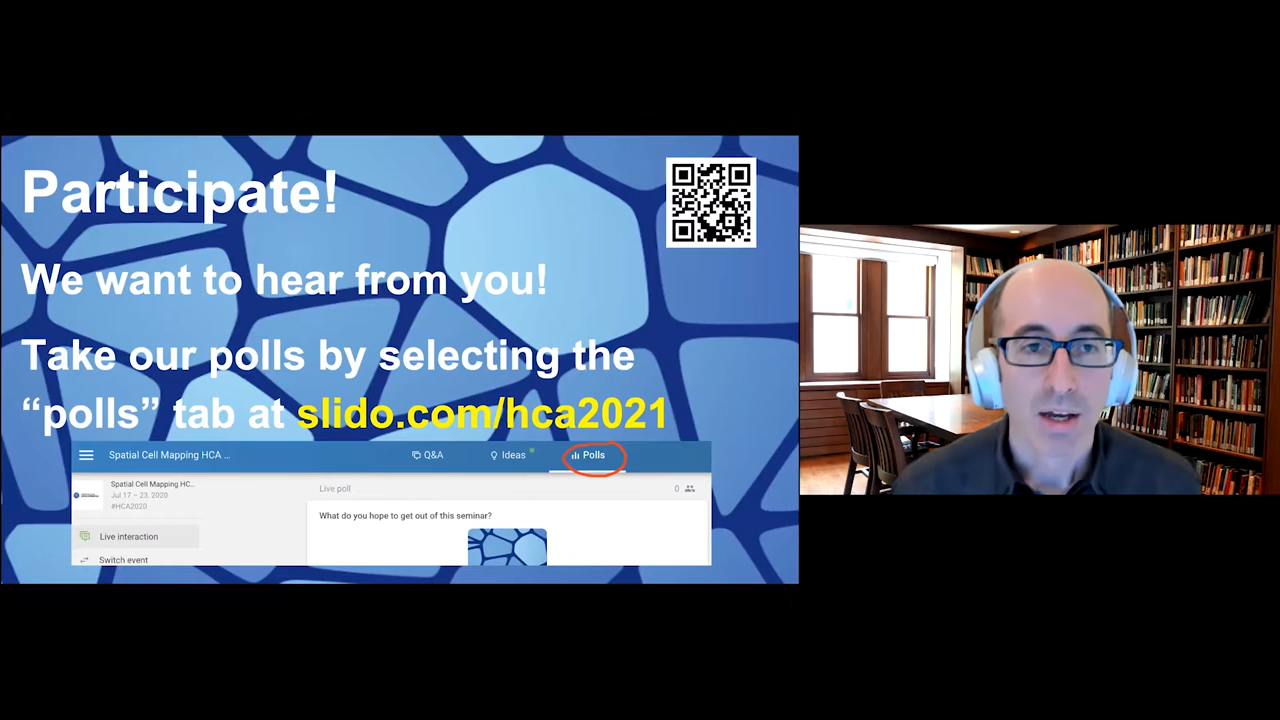 Participate!
We want to hear from you!
Take our polls by selecting the
“polls” tab at slido.com/hca2021
Spatial Cell Mapping HCA ...
Q&A
Ideas
Polls
Spatial Cell Mapping HC...
Jul 17 – 23, 2020
#HCA2020
Live interaction
Switch event
Live poll
0
What do you hope to get out of this seminar?